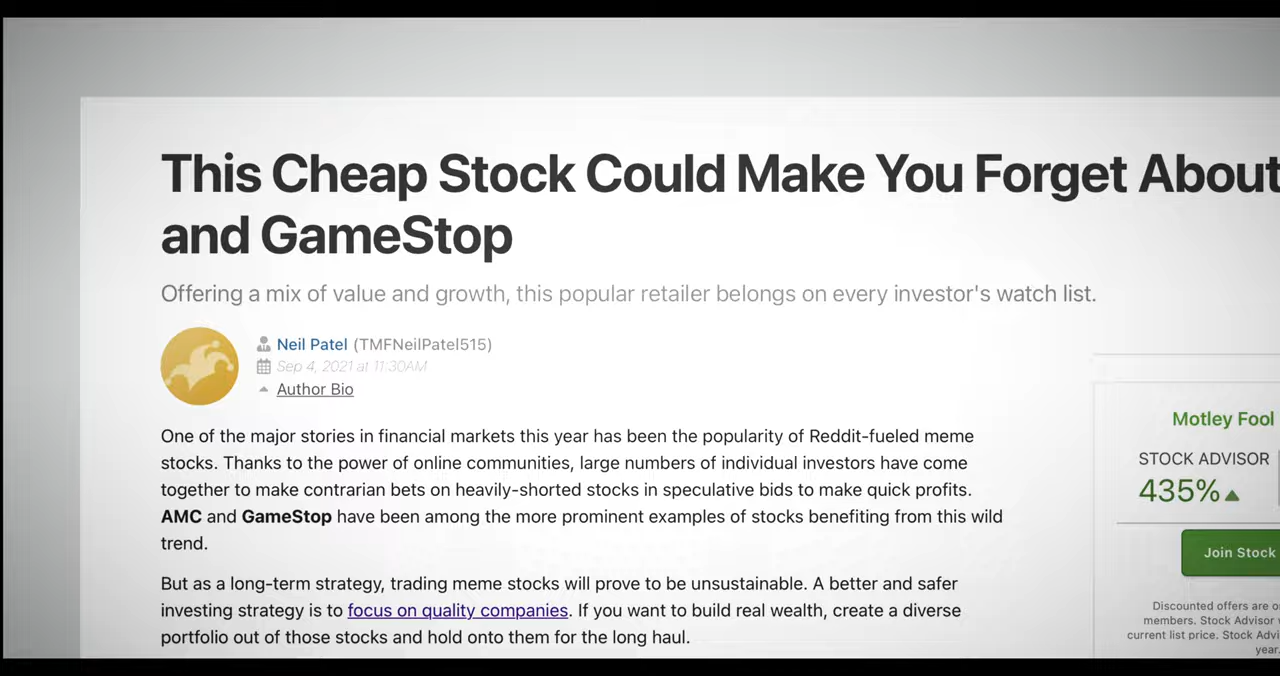 This Cheap Stock Could Make You Forget About
and GameStop
Offering a mix of value and growth, this popular retailer belongs on every investor's watch list.
Neil Patel (TMFNeilPatel515)
Sep 4, 2021 at 11:30AM
Author Bio
One of the major stories in financial markets this year has been the popularity of Reddit-fueled meme
stocks. Thanks to the power of online communities, large numbers of individual investors have come
together to make contrarian bets on heavily-shorted stocks in speculative bids to make quick profits.
AMC and GameStop have been among the more prominent examples of stocks benefiting from this wild
trend.
But as a long-term strategy, trading meme stocks will prove to be unsustainable. A better and safer
investing strategy is to focus on quality companies. If you want to build real wealth, create a diverse
portfolio out of those stocks and hold onto them for the long haul.
Motley Fool
STOCK ADVISOR
435%
Join Stock
Discounted offers are
members. Stock Advisor
current list price. Stock
year.